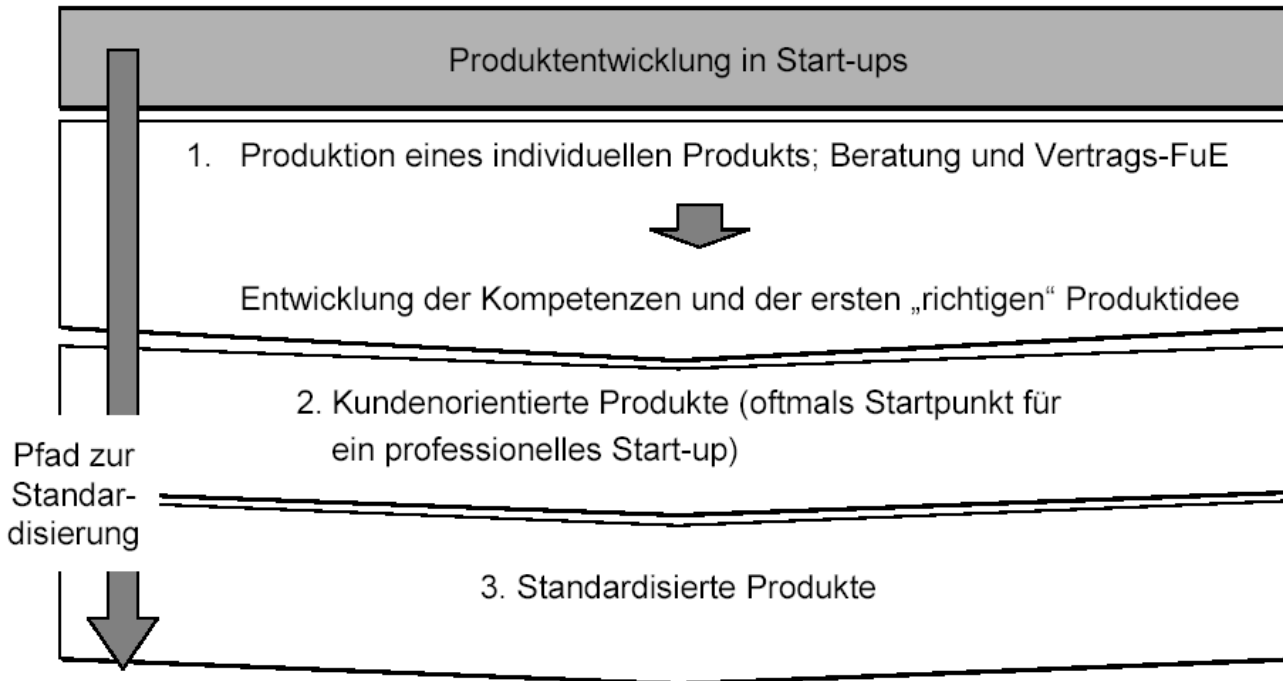 Produktentwicklung in Start-ups
1. Produktion eines individuellen Produkts; Beratung und Vertrags-FuE
Entwicklung der Kompetenzen und der ersten „richtigen“ Produktidee
2. Kundenorientierte Produkte (oftmals Startpunkt für
ein professionelles Start-up)
Pfad zur
Standar-
disierung
3. Standardisierte Produkte